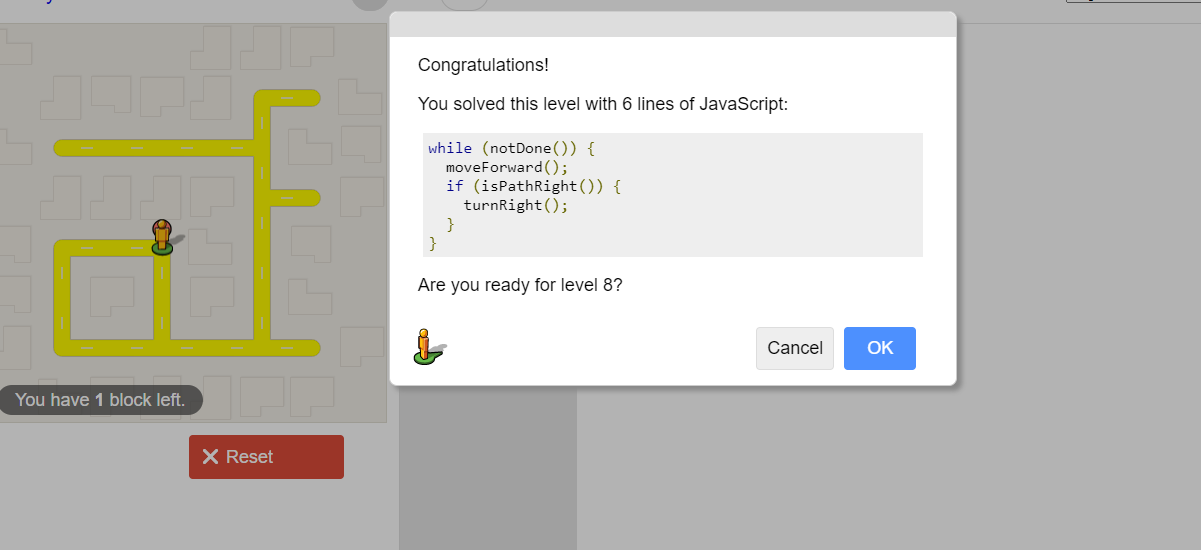 Congratulations!
You solved this level with 6 lines of JavaScript:
while (notDone()) {
  moveForward();
  if (isPathRight()) {
    turnRight();
  }
}
Are you ready for level 8?
Cancel
OK
You have 1 block left.
Reset